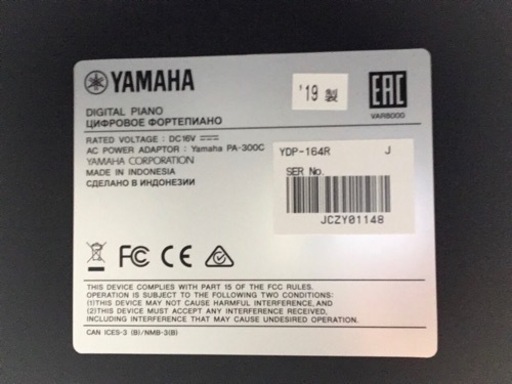 YAMAHA
'19 製
EAC
VAR6000
DIGITAL PIANO
ЦИФРОВОЕ ФОРТЕПИАНО
RATED VOLTAGE : DC16V
AC POWER ADAPTOR : Yamaha PA-300C
YAMAHA CORPORATION
MADE IN INDONESIA
СДЕЛАНО В ИНДОНЕЗИИ
YDP-164R J
SER No.
JCZY01148
FC CE
THIS DEVICE COMPLIES WITH PART 15 OF THE FCC RULES.
OPERATION IS SUBJECT TO THE FOLLOWING TWO CONDITIONS:
(1)THIS DEVICE MAY NOT CAUSE HARMFUL INTERFERENCE, AND
(2)THIS DEVICE MUST ACCEPT ANY INTERFERENCE RECEIVED,
INCLUDING INTERFERENCE THAT MAY CAUSE UNDESIRED OPERATION.
CAN ICES-3 (B)/NMB-3(B)